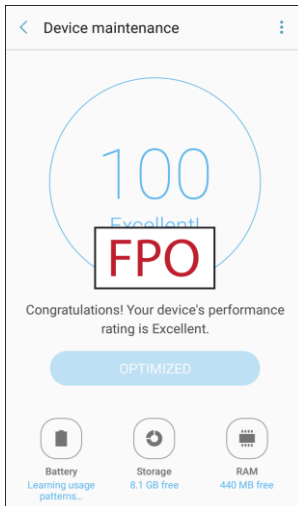 Device maintenance
100
Excellent!
FPO
Congratulations! Your device's performance
rating is Excellent.
OPTIMIZED
Battery
Learning usage
patterns...
Storage
8.1 GB free
RAM
440 MB free